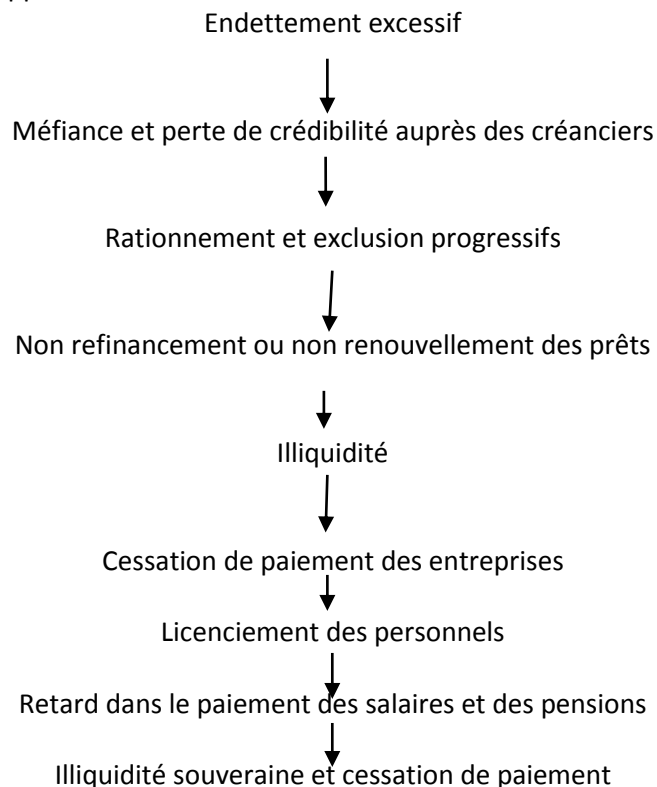 Endettement excessif
Méfiance et perte de crédibilité auprès des créanciers
Rationnement et exclusion progressifs
Non refinancement ou non renouvellement des prêts
Illiquidité
Cessation de paiement des entreprises
Licenciement des personnels
Retard dans le paiement des salaires et des pensions
Illiquidité souveraine et cessation de paiement